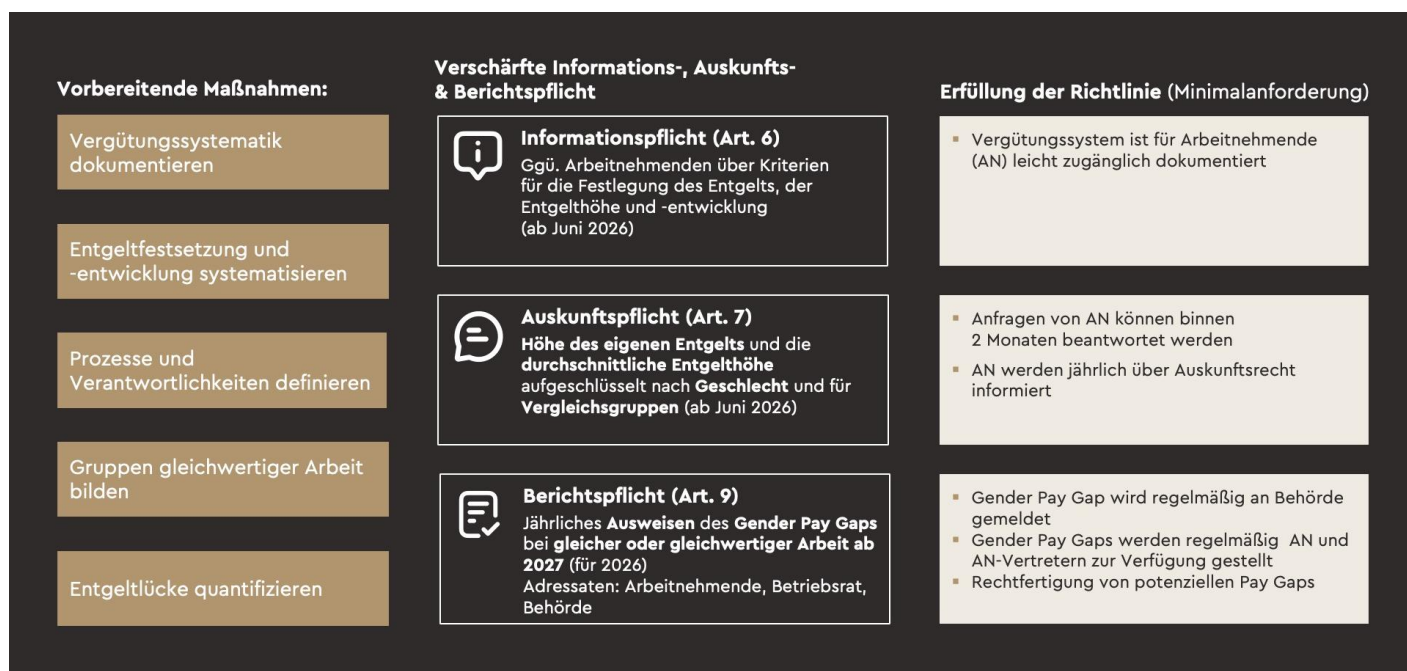 Vorbereitende Maßnahmen:
Vergütungssystematik
dokumentieren
Entgeltfestsetzung und
-entwicklung systematisieren
Prozesse und
Verantwortlichkeiten definieren
Gruppen gleichwertiger Arbeit
bilden
Entgeltlücke quantifizieren
Verschärfte Informations-, Auskunfts-
& Berichtspflicht
Informationspflicht (Art. 6)
Ggü. Arbeitnehmenden über Kriterien
für die Festlegung des Entgelts, der
Entgelthöhe und -entwicklung
(ab Juni 2026)
Auskunftspflicht (Art. 7)
Höhe des eigenen Entgelts und die
durchschnittliche Entgelthöhe
aufgeschlüsselt nach Geschlecht und für
Vergleichsgruppen (ab Juni 2026)
Berichtspflicht (Art. 9)
Jährliches Ausweisen des Gender Pay Gaps
bei gleicher oder gleichwertiger Arbeit ab
2027 (für 2026)
Adressaten: Arbeitnehmende, Betriebsrat,
Behörde
Erfüllung der Richtlinie (Minimalanforderung)
▪ Vergütungssystem ist für Arbeitnehmende
(AN) leicht zugänglich dokumentiert
▪ Anfragen von AN können binnen
2 Monaten beantwortet werden
▪ AN werden jährlich über Auskunftsrecht
informiert
▪ Gender Pay Gap wird regelmäßig an Behörde
gemeldet
▪ Gender Pay Gaps werden regelmäßig AN und
AN-Vertretern zur Verfügung gestellt
▪ Rechtfertigung von potenziellen Pay Gaps